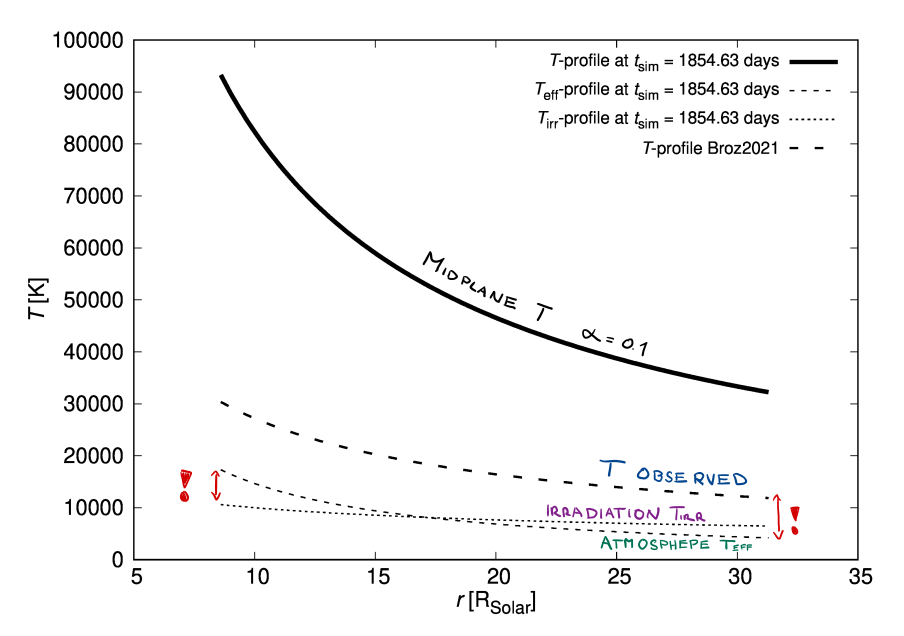 100000
90000
80000
70000
60000
50000
40000
30000
20000
10000
0
T-profile at tsim = 1854.63 days
Teff-profile at tsim = 1854.63 days
Tirr-profile at tsim = 1854.63 days
T-profile Broz2021
MIDPLANE T α = 0.1
T OBSERVED
IRRADIATION TIRR
ATMOSPHEPE TEFF
!
!
T [K]
5 10 15 20 25 30 35
r [RSolar]